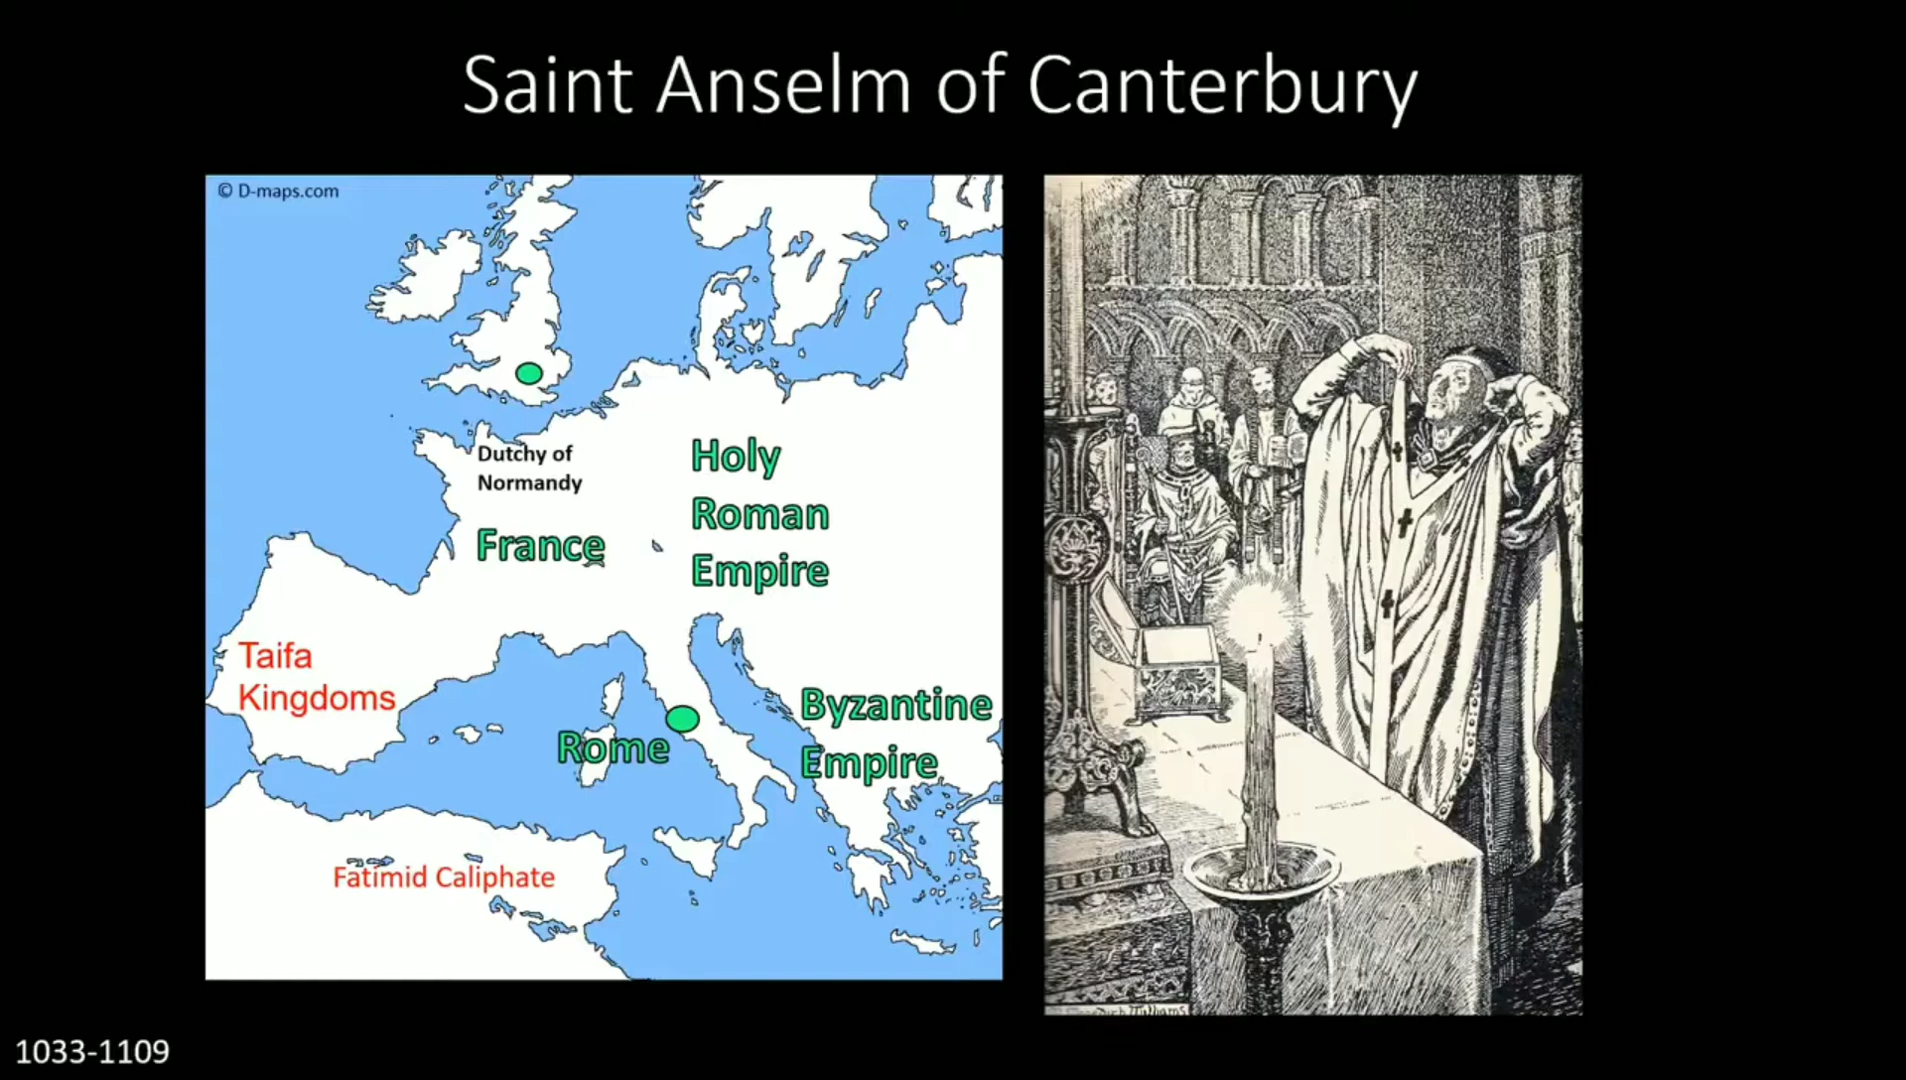 Saint Anselm of Canterbury
© D-maps.com
Dutchy of
Normandy
Holy
Roman
Empire
France
Taifa
Kingdoms
Rome
Byzantine
Empire
Fatimid Caliphate
Williams
1033-1109